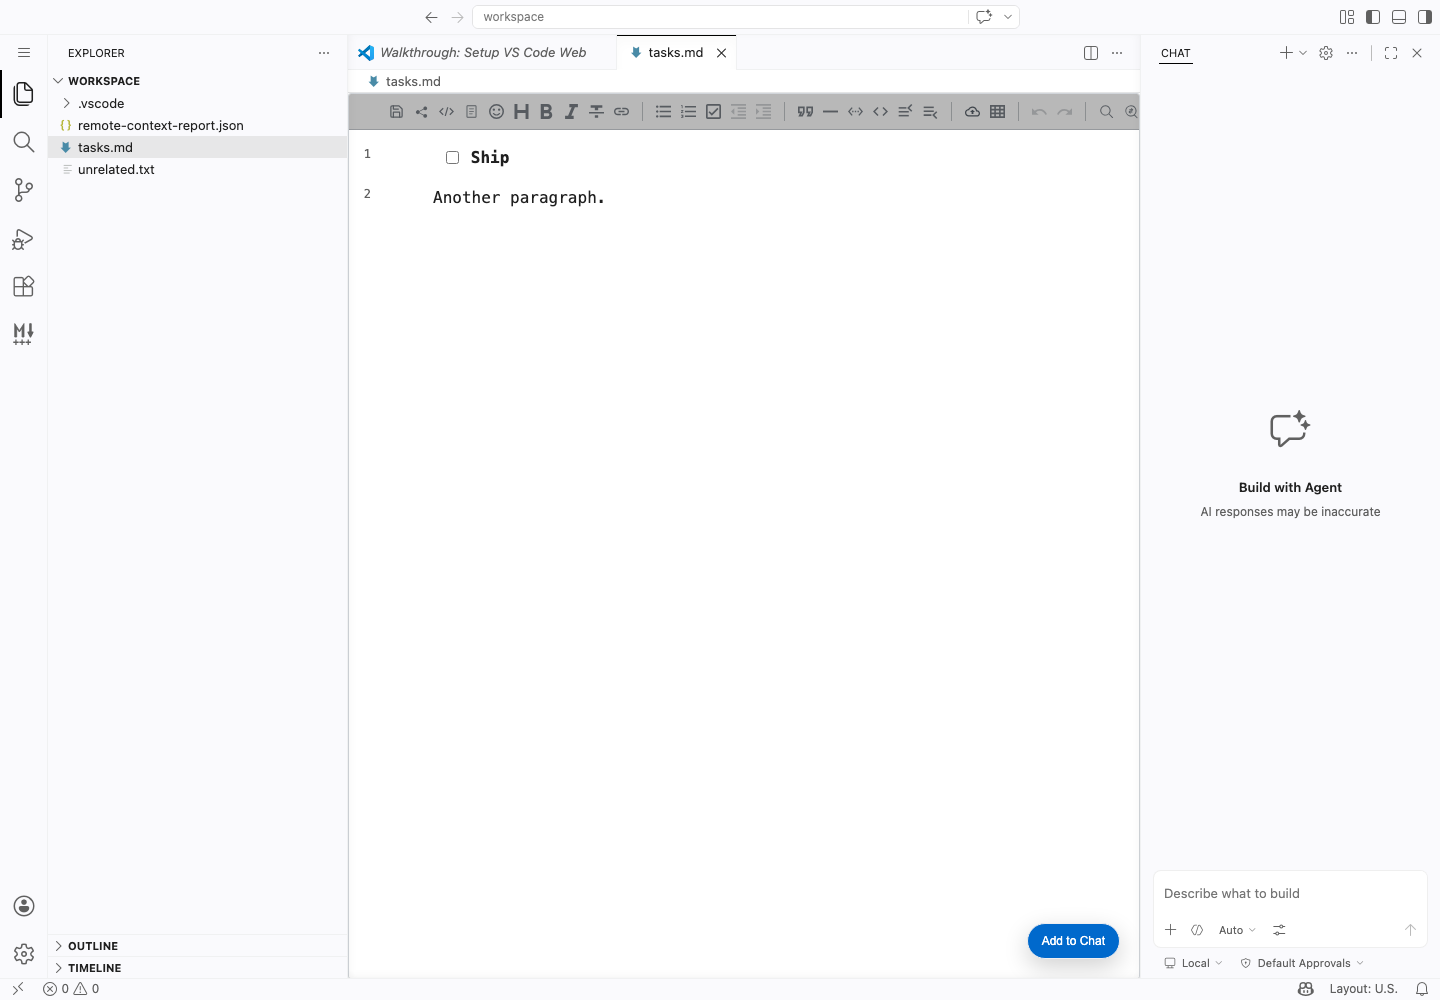 workspace
EXPLORER
WORKSPACE
.vscode
remote-context-report.json
tasks.md
unrelated.txt
OUTLINE
TIMELINE
Walkthrough: Setup VS Code Web
tasks.md
tasks.md
1
Ship
2
Another paragraph.
Add to Chat
CHAT
Build with Agent
AI responses may be inaccurate
Describe what to build
Auto
Local
Default Approvals
0
0
Layout: U.S.